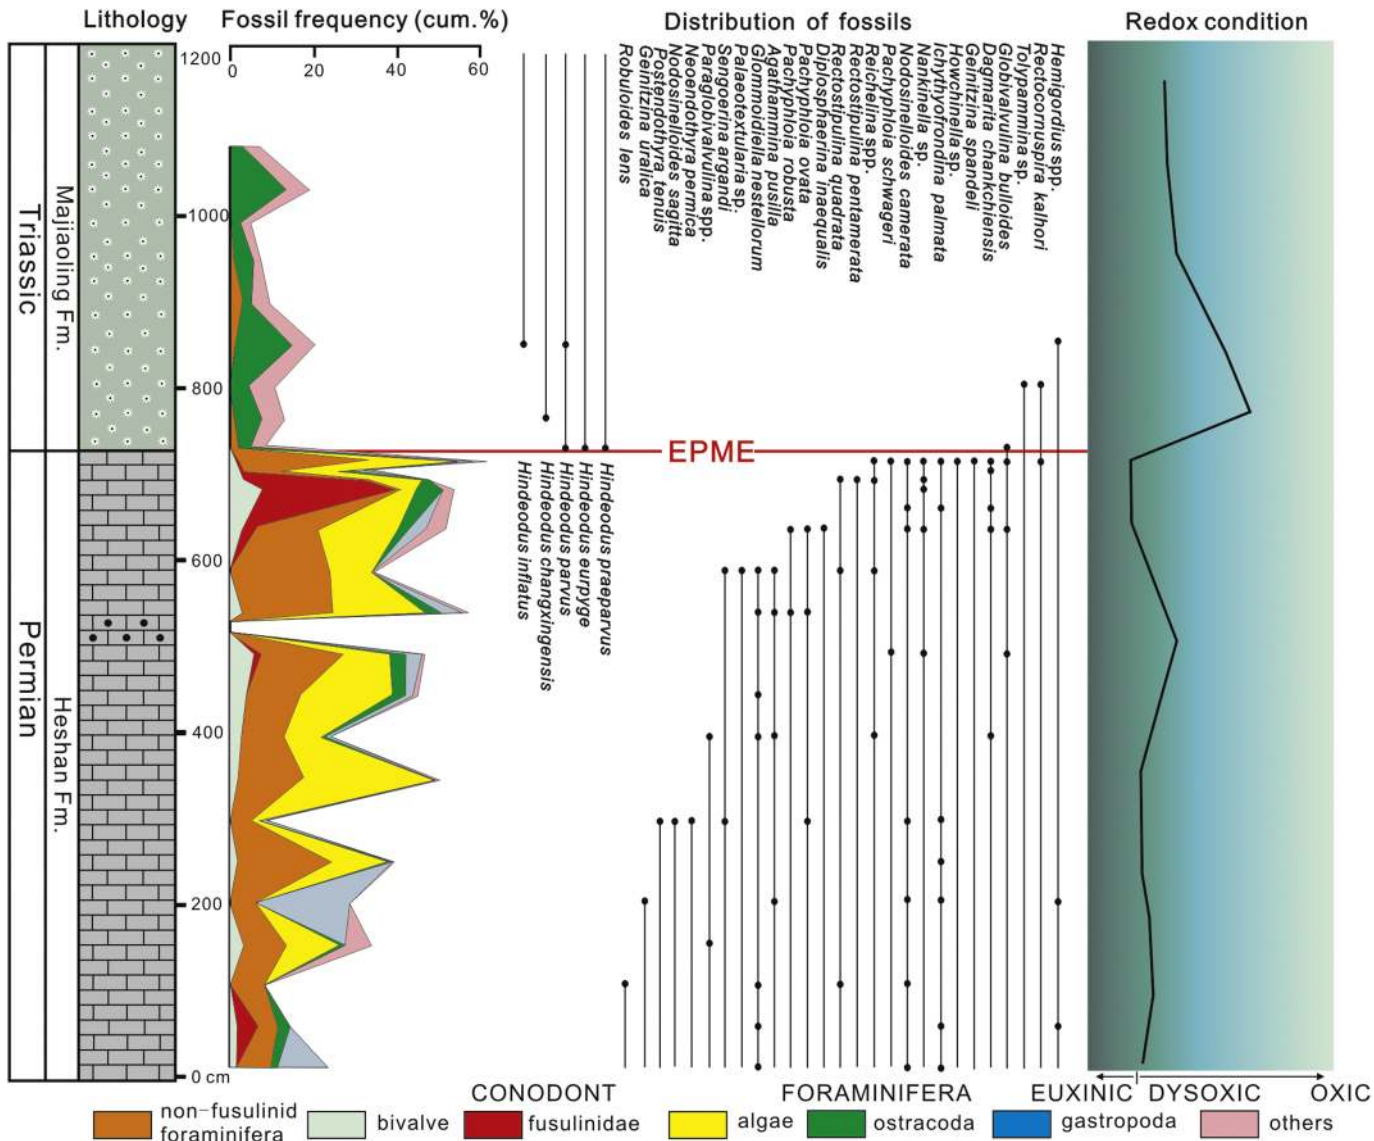 Lithology
Fossil frequency (cum.%)
Distribution of fossils
Redox condition
0
20
40
60
1200
1000
800
600
400
200
0 cm
Triassic
Permian
Majiaoling Fm.
Heshan Fm.
Robuloides lens
Geinitzina uralica
Postendothyra tenuis
Nodosinelloides sagitta
Neoendothyra permica
Paraglobivalvulina spp.
Sengoerina argandi
Palaeotextularia sp.
Glommoidiella nestellorum
Agathammina pusilla
Pachyphloia robusta
Pachyphloia ovata
Diplosphaerina inaequalis
Rectostipulina quadrata
Rectostipulina pentamerata
Reichelina spp.
Pachyphloia schwageri
Nodosinelloides camerata
Nankinella sp.
Ichythyofrondina palmata
Howchinella sp.
Geinitzina spandeli
Dagmarita chankchiensis
Globivalvulina bulloides
Tolypammina sp.
Rectocornuspira kalhori
Hemigordius spp.
EPME
Hindeodus inflatus
Hindeodus changxingensis
Hindeodus parvus
Hindeodus eurpyge
Hindeodus praeparvus
CONODONT
FORAMINIFERA
EUXINIC
DYSOXIC
OXIC
non-fusulinid
foraminifera
bivalve
fusulinidae
algae
ostracoda
gastropoda
others